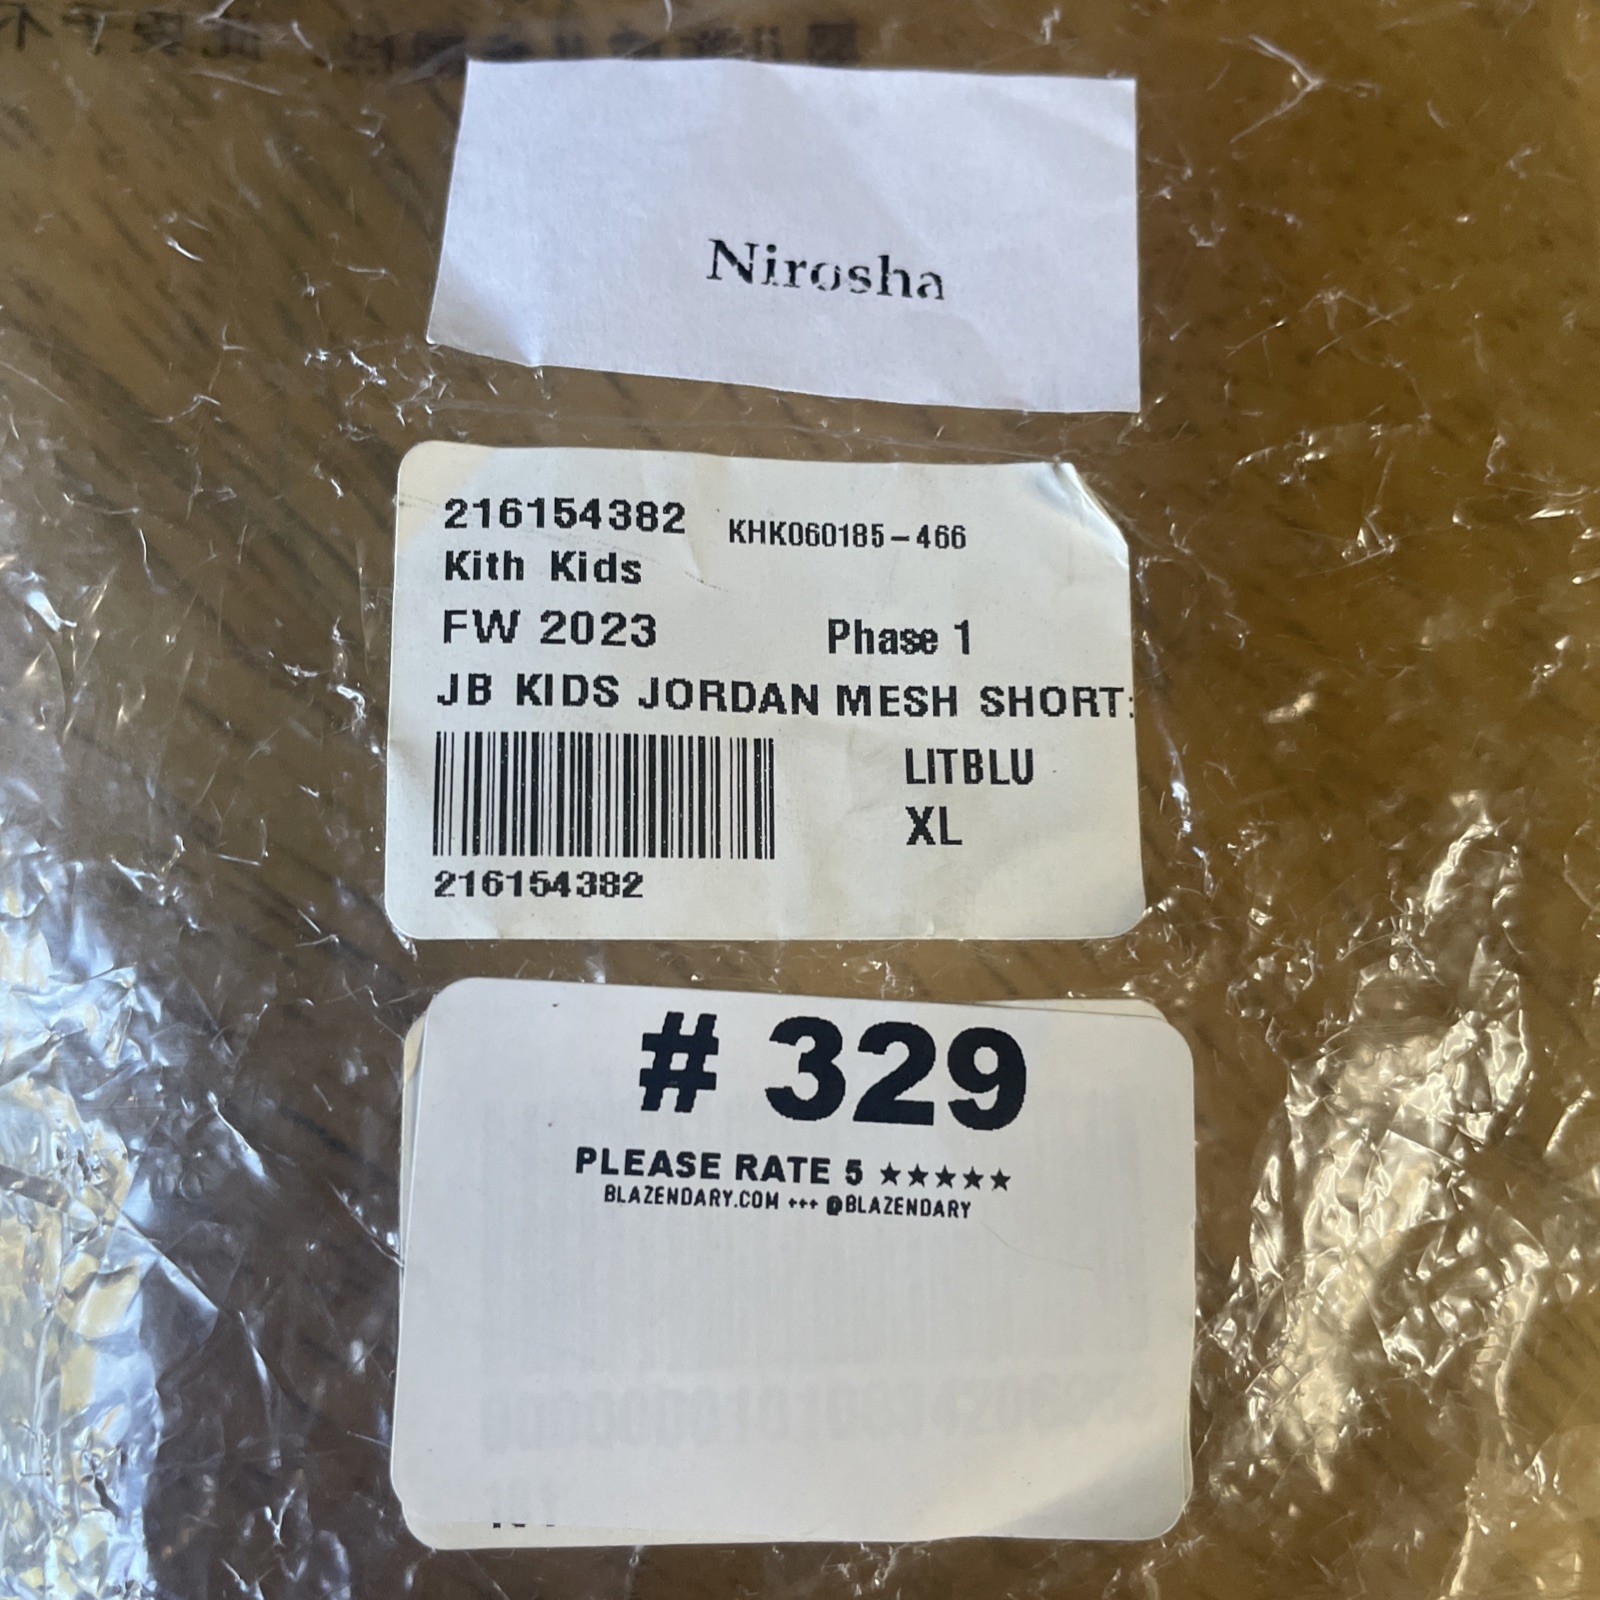 Nirosha
216154382 KHK060185-466
Kith Kids
FW 2023 Phase 1
JB KIDS JORDAN MESH SHORT:
LITBLU
XL
216154382
# 329
PLEASE RATE 5 ★★★★★
BLAZENDARY.COM +++ @BLAZENDARY